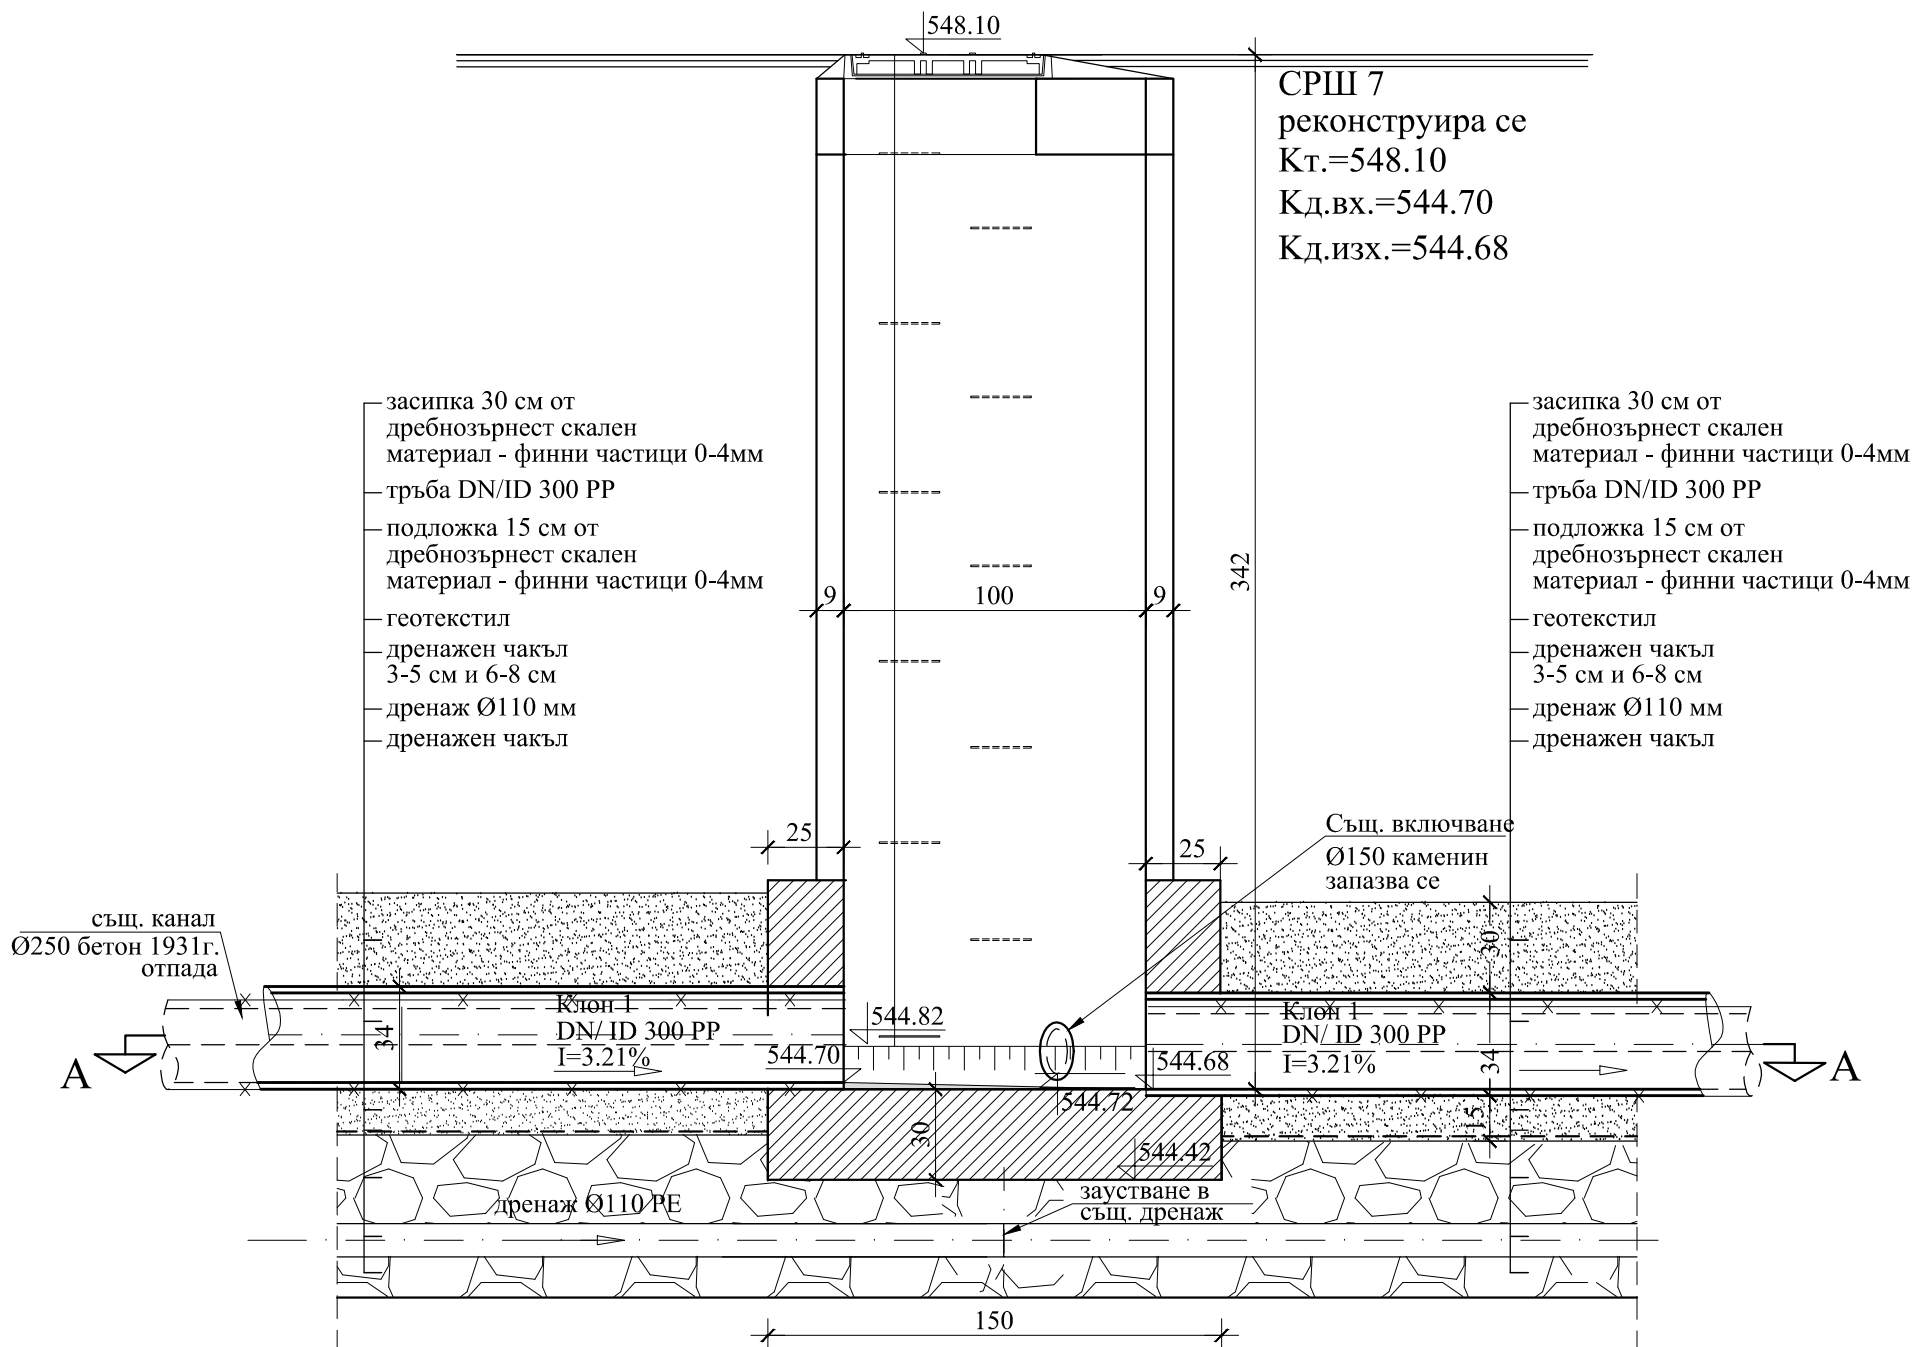 548.10
СРШ 7
реконструира се
Кт.=548.10
Кд.вх.=544.70
Кд.изх.=544.68
засипка 30 см от
дребнозърнест скален
материал - финни частици 0-4мм
тръба DN/ID 300 PP
подложка 15 см от
дребнозърнест скален
материал - финни частици 0-4мм
геотекстил
дренажен чакъл
3-5 см и 6-8 см
дренаж Ø110 мм
дренажен чакъл
9
100
9
342
засипка 30 см от
дребнозърнест скален
материал - финни частици 0-4мм
тръба DN/ID 300 PP
подложка 15 см от
дребнозърнест скален
материал - финни частици 0-4мм
геотекстил
дренажен чакъл
3-5 см и 6-8 см
дренаж Ø110 мм
дренажен чакъл
25
25
Същ. включване
Ø150 каменин
запазва се
същ. канал
Ø250 бетон 1931г.
отпада
30
Клон 1
DN/ ID 300 PP
I=3.21%
34
544.82
544.70
544.68
544.72
Клон 1
DN/ ID 300 PP
I=3.21%
34
А
А
15
30
544.42
дренаж Ø110 PE
заустване в
същ. дренаж
150